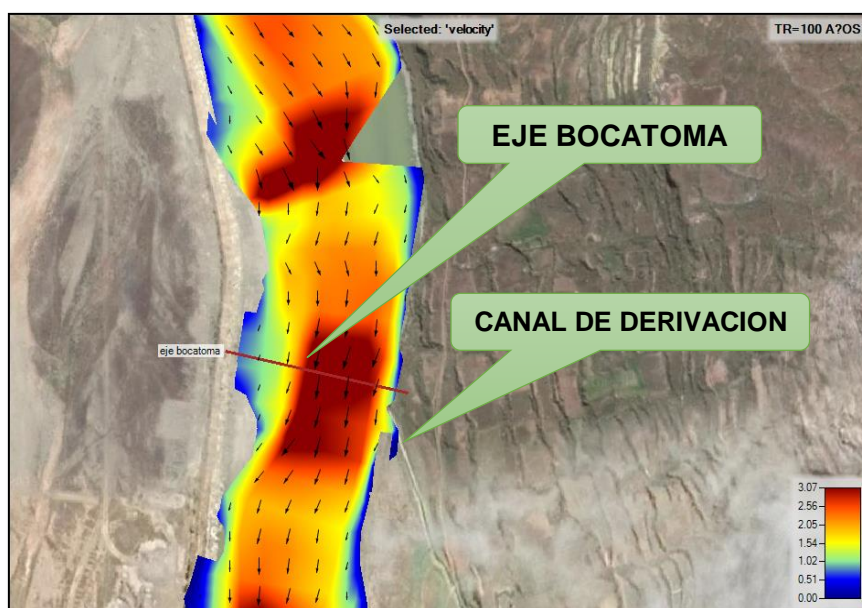 Selected: 'velocity'
TR=100 A?OS
EJE BOCATOMA
CANAL DE DERIVACION
eje bocatoma
3.07
2.56
2.05
1.54
1.02
0.51
0.00